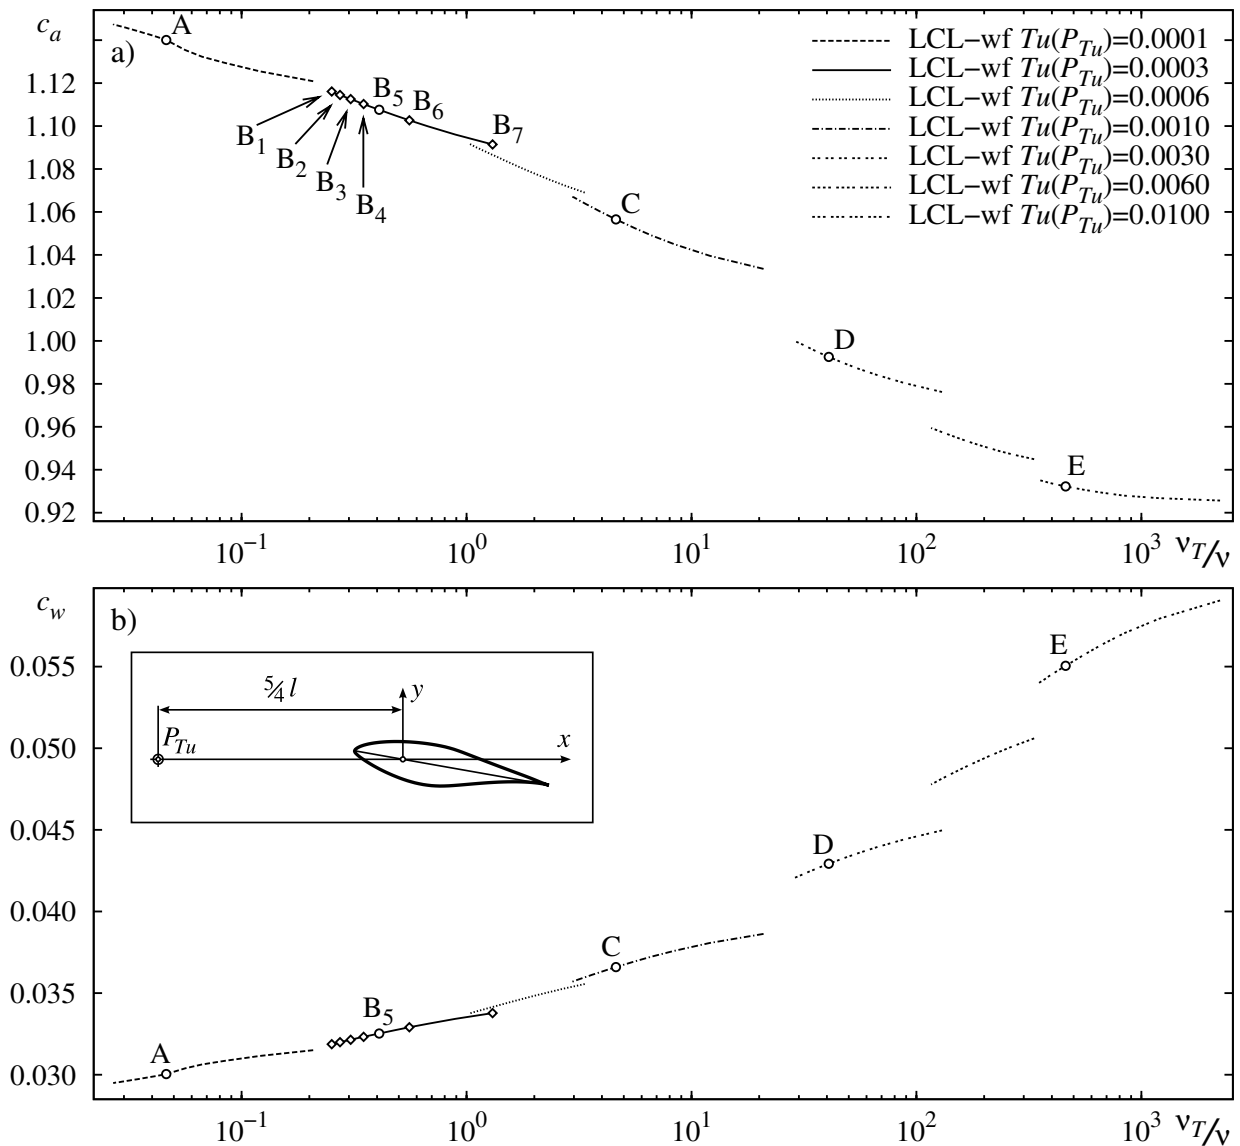 c_a
a)
A
LCL−wf Tu(P_Tu)=0.0001
LCL−wf Tu(P_Tu)=0.0003
LCL−wf Tu(P_Tu)=0.0006
LCL−wf Tu(P_Tu)=0.0010
LCL−wf Tu(P_Tu)=0.0030
LCL−wf Tu(P_Tu)=0.0060
LCL−wf Tu(P_Tu)=0.0100
1.12
1.10
1.08
1.06
1.04
1.02
1.00
0.98
0.96
0.94
0.92
B_1
B_2
B_3
B_4
B_5
B_6
B_7
C
D
E
10^−1
10^0
10^1
10^2
10^3
ν_T/ν
c_w
b)
5/4 l
y
x
P_Tu
0.055
0.050
0.045
0.040
0.035
0.030
A
B_5
C
D
E
10^−1
10^0
10^1
10^2
10^3
ν_T/ν